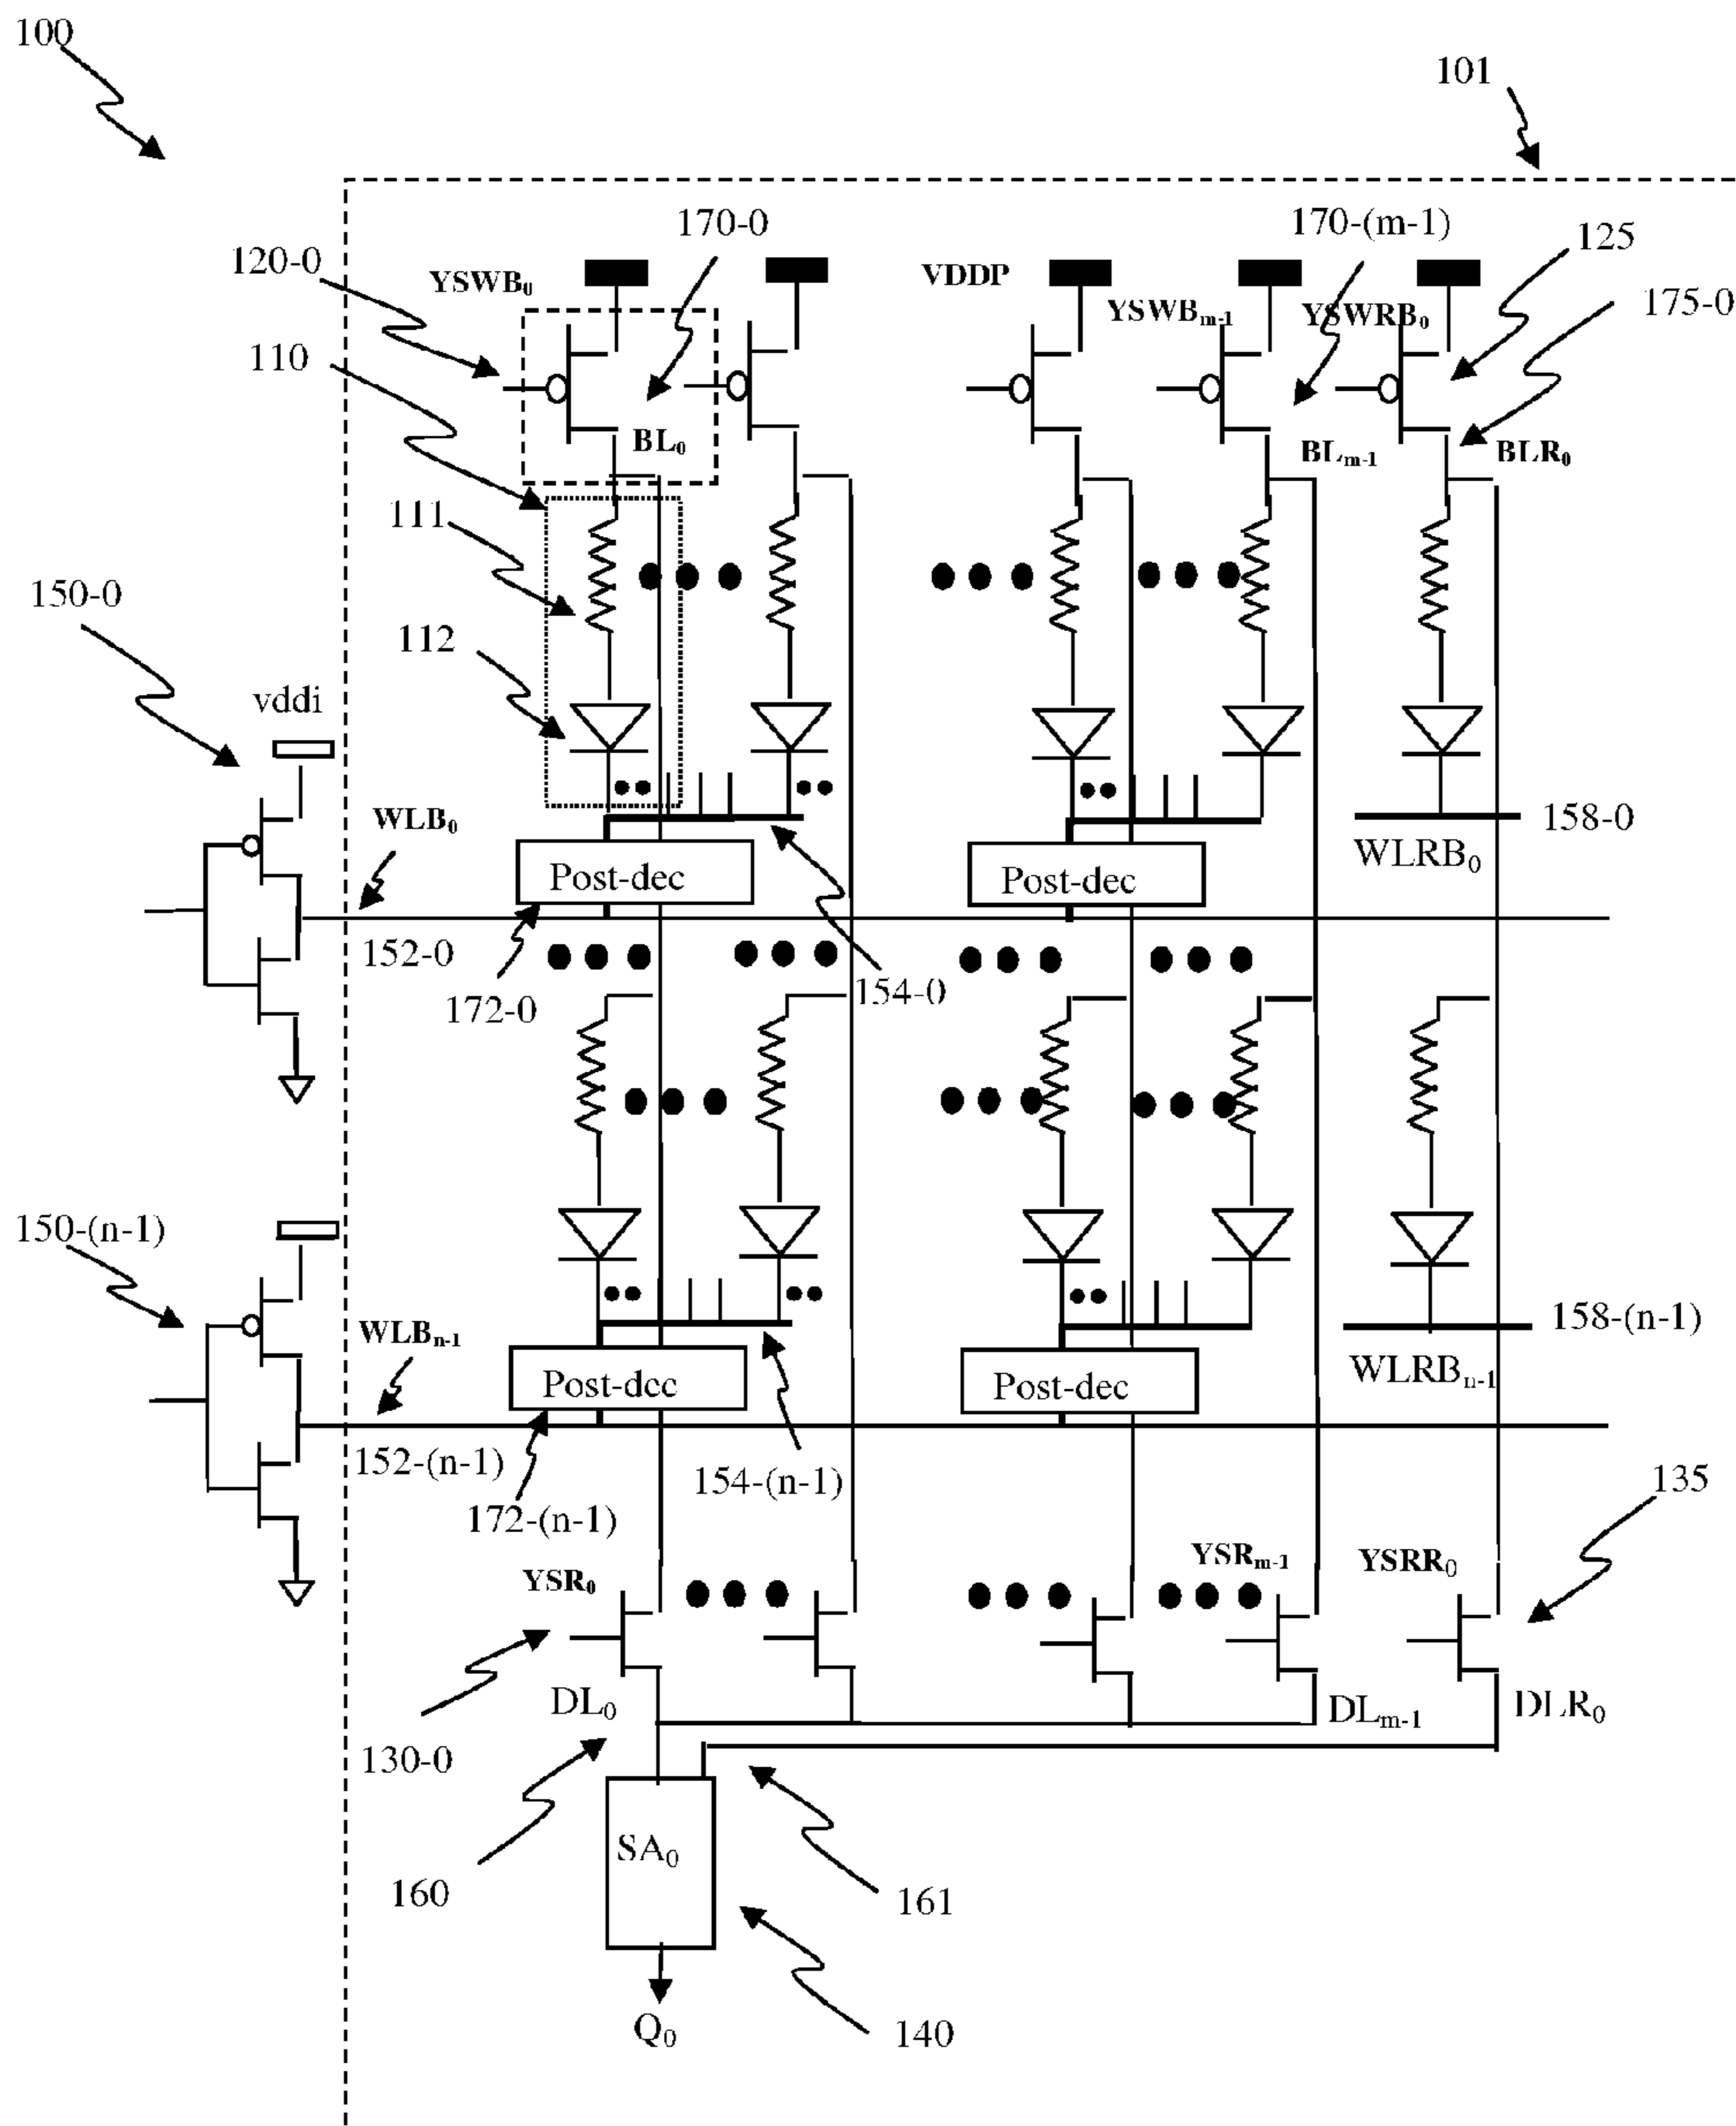 100
101
170-0
170-(m-1)
125
120-0
YSWB₀
VDDP
YSWBₘ₋₁
YSWRB₀
175-0
110
BL₀
BLₘ₋₁
BLR₀
111
150-0
112
vddi
WLB₀
158-0
Post-dec
Post-dec
WLRB₀
152-0
172-0
154-0
150-(n-1)
WLBₙ₋₁
158-(n-1)
Post-dec
Post-dec
WLRBₙ₋₁
152-(n-1)
154-(n-1)
172-(n-1)
135
YSR₀
YSRₘ₋₁
YSRR₀
DL₀
DLₘ₋₁
DLR₀
130-0
SA₀
160
161
Q₀
140